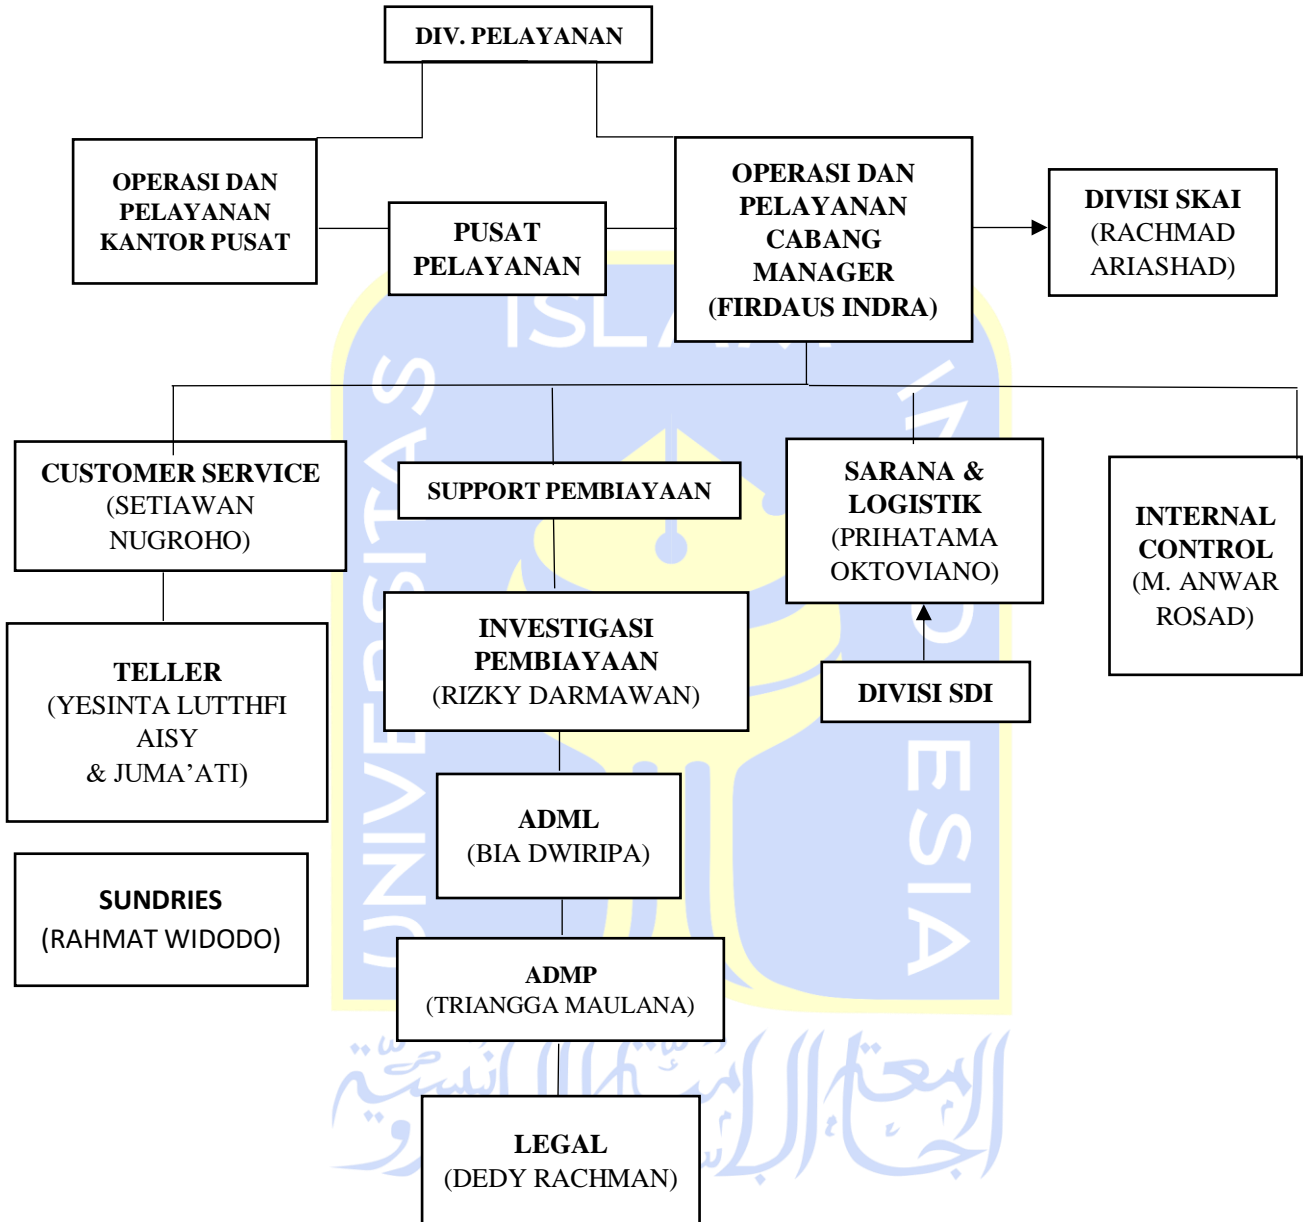 DIV. PELAYANAN
OPERASI DAN
PELAYANAN
KANTOR PUSAT
PUSAT
PELAYANAN
OPERASI DAN
PELAYANAN
CABANG
MANAGER
(FIRDAUS INDRA)
DIVISI SKAI
(RACHMAD
ARIASHAD)
CUSTOMER SERVICE
(SETIAWAN
NUGROHO)
SUPPORT PEMBIAYAAN
SARANA &
LOGISTIK
(PRIHATAMA
OKTOVIANO)
INTERNAL
CONTROL
(M. ANWAR
ROSAD)
TELLER
(YESINTA LUTTHFI
AISY
& JUMA’ATI)
INVESTIGASI
PEMBIAYAAN
(RIZKY DARMAWAN)
DIVISI SDI
ADML
(BIA DWIRIPA)
SUNDRIES
(RAHMAT WIDODO)
ADMP
(TRIANGGA MAULANA)
LEGAL
(DEDY RACHMAN)
UNIVERSITAS
ISLAM